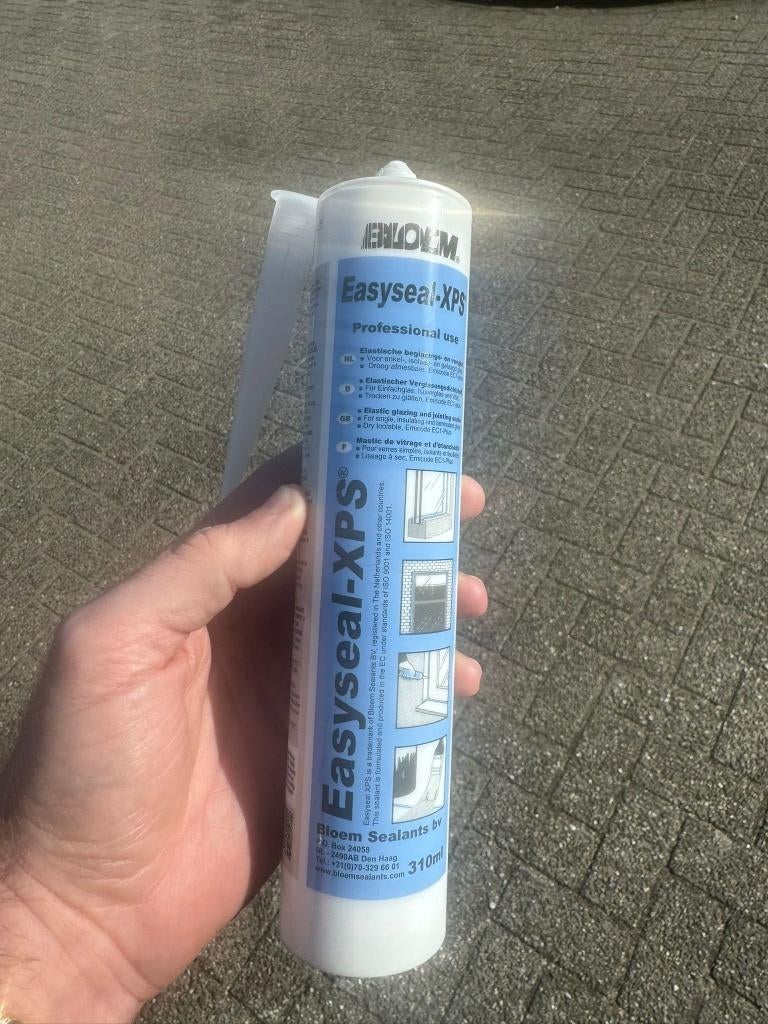 BLOEM.
Easyseal-XPS
Professional use
NL Elastische beglazings- en
Voor enkel-, isolatie- en gelaagd glas
Droog afmesbaar, Emicode EC1-plus
D Elastischer Verglasungsdichtstoff
Für Einfachglas, Isolierglas und VSG
Trocken zu glätten, Emicode EC1-plus
GB Elastic glazing and jointing sealant
For single, insulating and laminated glass
Dry toolable, Emicode EC1-Plus
F Mastic de vitrage et d'étanchéité
Pour verres simples, isolants et feuilletés
Lissage à sec, Emicode EC1-Plus
Easyseal-XPS®
Easyseal XPS is a trademark of Bloem Sealants BV, registered in The Netherlands and other countries.
This sealant is formulated and produced in the EC under standards of ISO 9001 and ISO 14001.
Bloem Sealants bv
P.O. Box 24058
NL - 2490AB Den Haag
Tel.: +31(0)70-329 66 01
www.bloemsealants.com
310ml